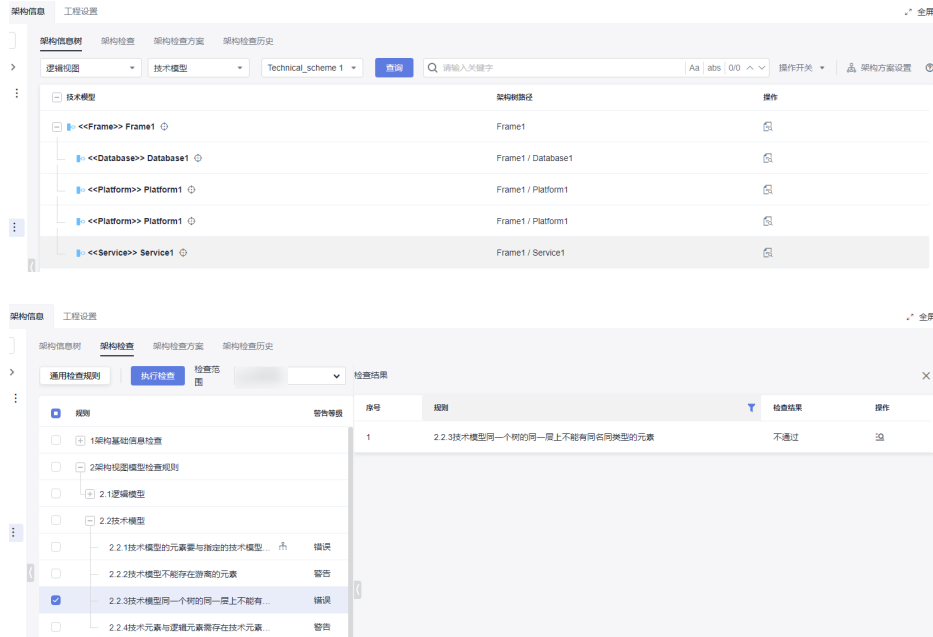 架构信息 工程设置 全屏
架构信息树 架构检查 架构检查方案 架构检查历史
逻辑视图 技术模型 Technical_scheme 1 查询 请输入关键字 Aa abs 0/0 操作开关 架构方案设置
技术模型 架构树路径 操作
<<Frame>> Frame1 Frame1
<<Database>> Database1 Frame1 / Database1
<<Platform>> Platform1 Frame1 / Platform1
<<Platform>> Platform1 Frame1 / Platform1
<<Service>> Service1 Frame1 / Service1
架构信息 工程设置 全屏
架构信息树 架构检查 架构检查方案 架构检查历史
通用检查规则 执行检查 检查范围 检查结果
规则 警告等级 序号 规则 检查结果 操作
1架构基础信息检查 1 2.2.3技术模型同一个树的同一层上不能有同名同类型的元素 不通过
2架构视图模型检查规则
2.1逻辑模型
2.2技术模型
2.2.1技术模型的元素要与指定的技术模型... 错误
2.2.2技术模型不能存在游离的元素 警告
2.2.3技术模型同一个树的同一层上不能有... 错误
2.2.4技术元素与逻辑元素需存在技术元素... 警告